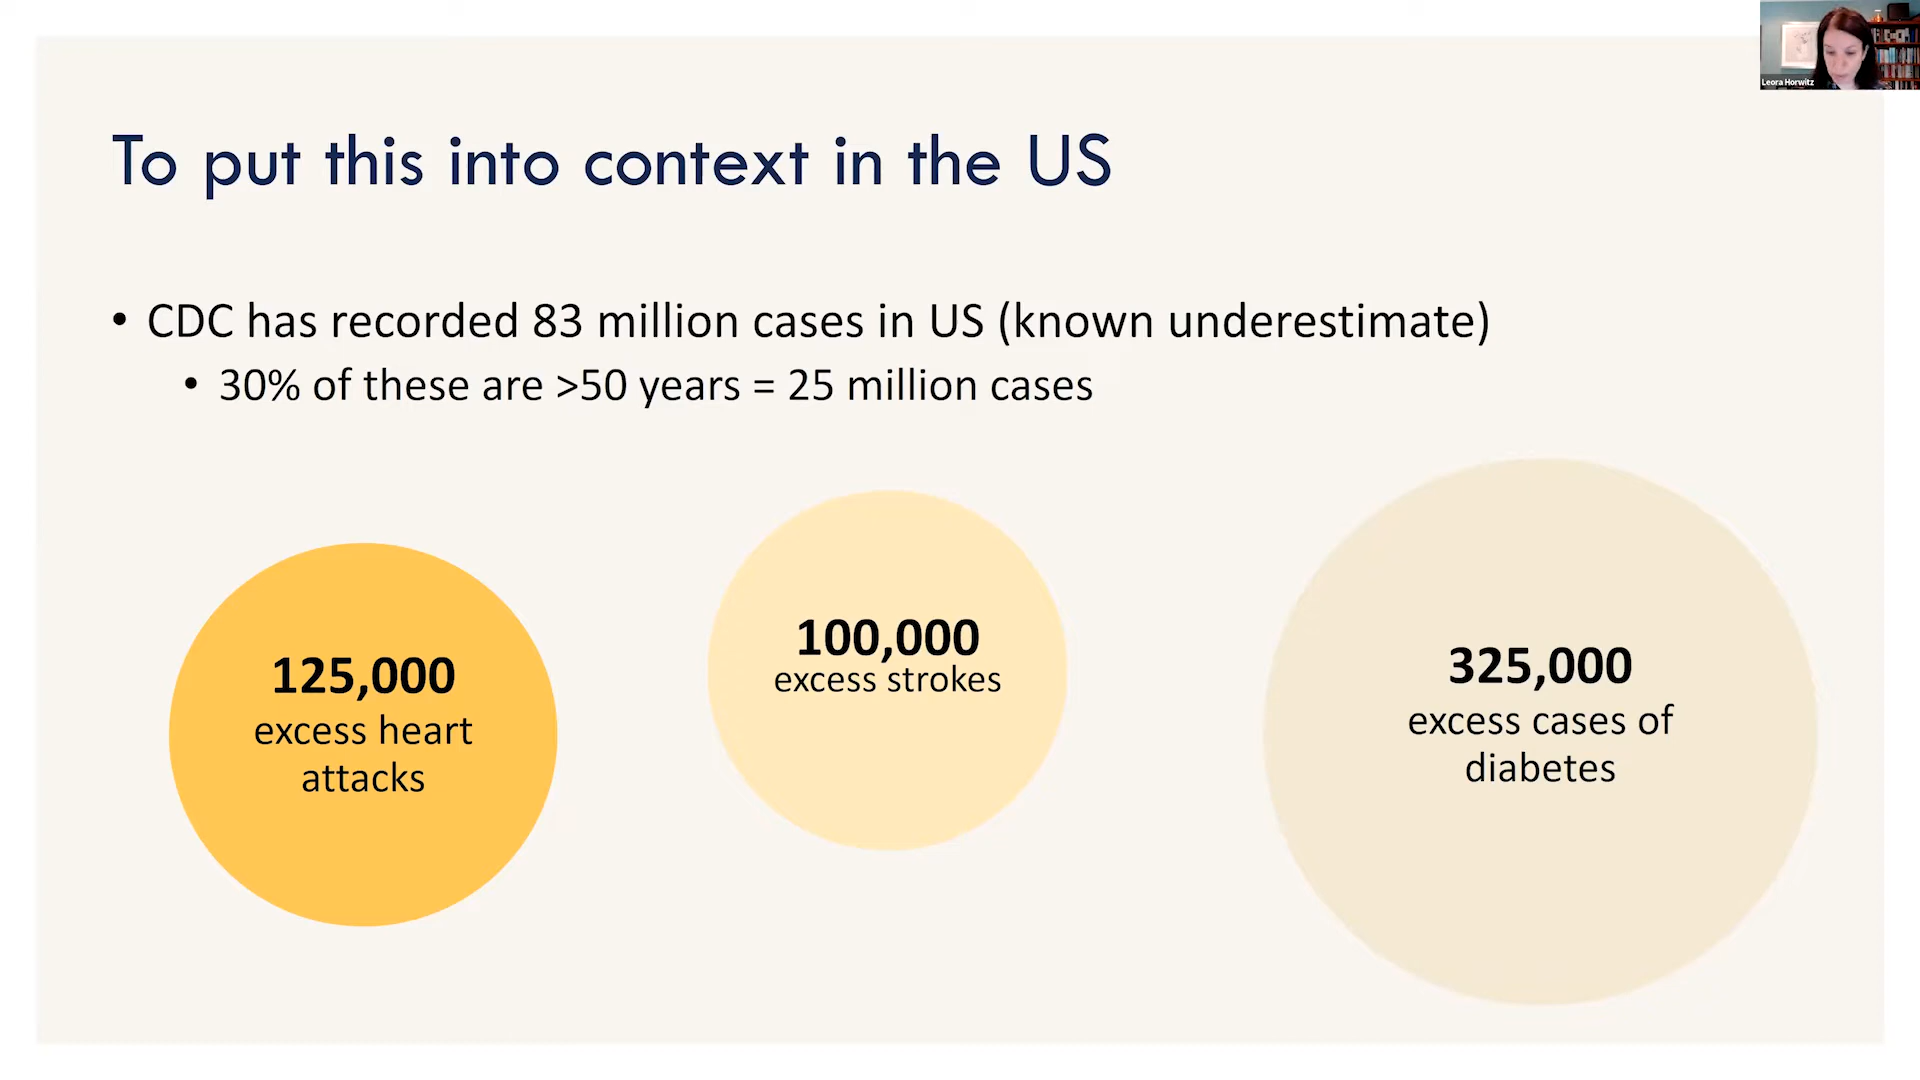 Leora Horwitz
To put this into context in the US
• CDC has recorded 83 million cases in US (known underestimate)
• 30% of these are >50 years = 25 million cases
125,000
excess heart
attacks
100,000
excess strokes
325,000
excess cases of
diabetes